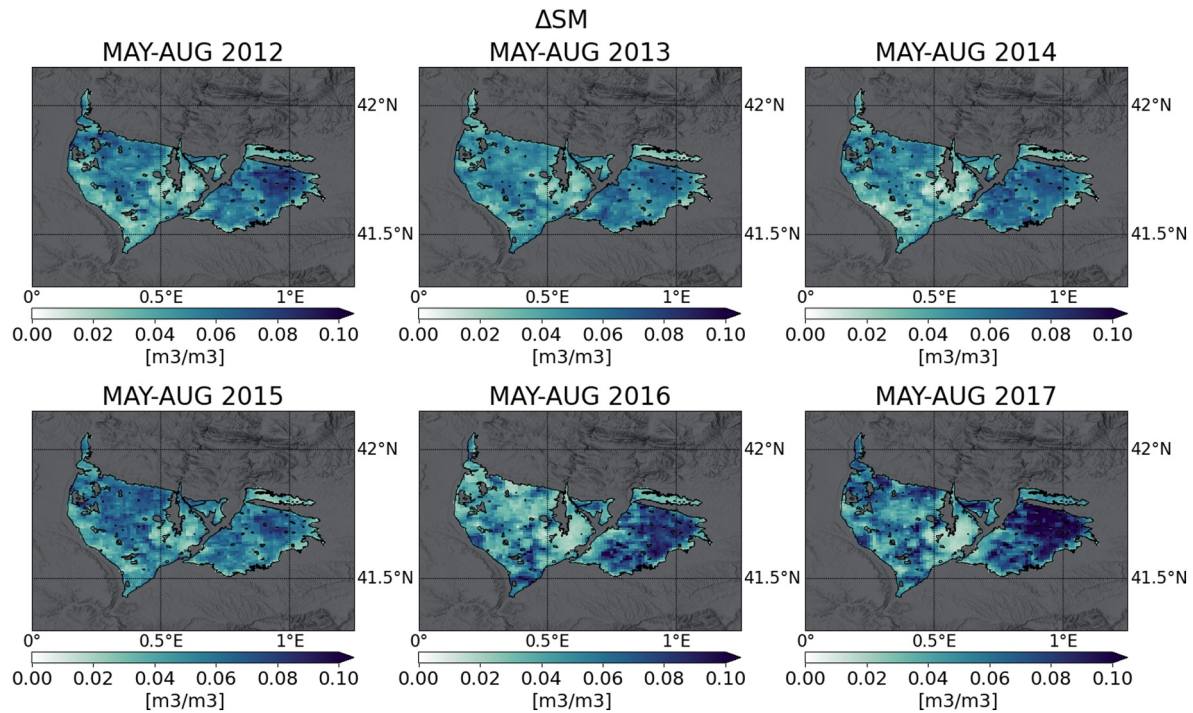 ΔSM
MAY-AUG 2012 MAY-AUG 2013 MAY-AUG 2014
42°N 42°N 42°N
41.5°N 41.5°N 41.5°N
0° 0.5°E 1°E 0° 0.5°E 1°E 0° 0.5°E 1°E
0.00 0.02 0.04 0.06 0.08 0.10 0.00 0.02 0.04 0.06 0.08 0.10 0.00 0.02 0.04 0.06 0.08 0.10
[m3/m3] [m3/m3] [m3/m3]
MAY-AUG 2015 MAY-AUG 2016 MAY-AUG 2017
42°N 42°N 42°N
41.5°N 41.5°N 41.5°N
0° 0.5°E 1°E 0° 0.5°E 1°E 0° 0.5°E 1°E
0.00 0.02 0.04 0.06 0.08 0.10 0.00 0.02 0.04 0.06 0.08 0.10 0.00 0.02 0.04 0.06 0.08 0.10
[m3/m3] [m3/m3] [m3/m3]